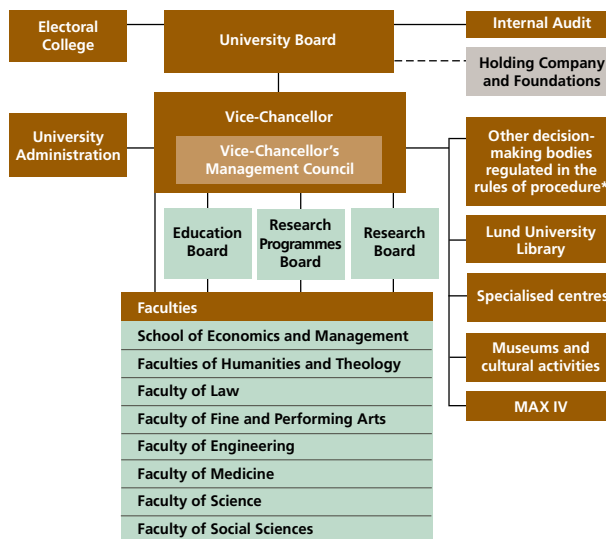 Electoral
College
University Board
Internal Audit
Holding Company
and Foundations
University
Administration
Vice-Chancellor
Vice-Chancellor's
Management Council
Other decision-
making bodies
regulated in the
rules of procedure*
Education
Board
Research
Programmes
Board
Research
Board
Lund University
Library
Specialised centres
Museums and
cultural activities
MAX IV
Faculties
School of Economics and Management
Faculties of Humanities and Theology
Faculty of Law
Faculty of Fine and Performing Arts
Faculty of Engineering
Faculty of Medicine
Faculty of Science
Faculty of Social Sciences